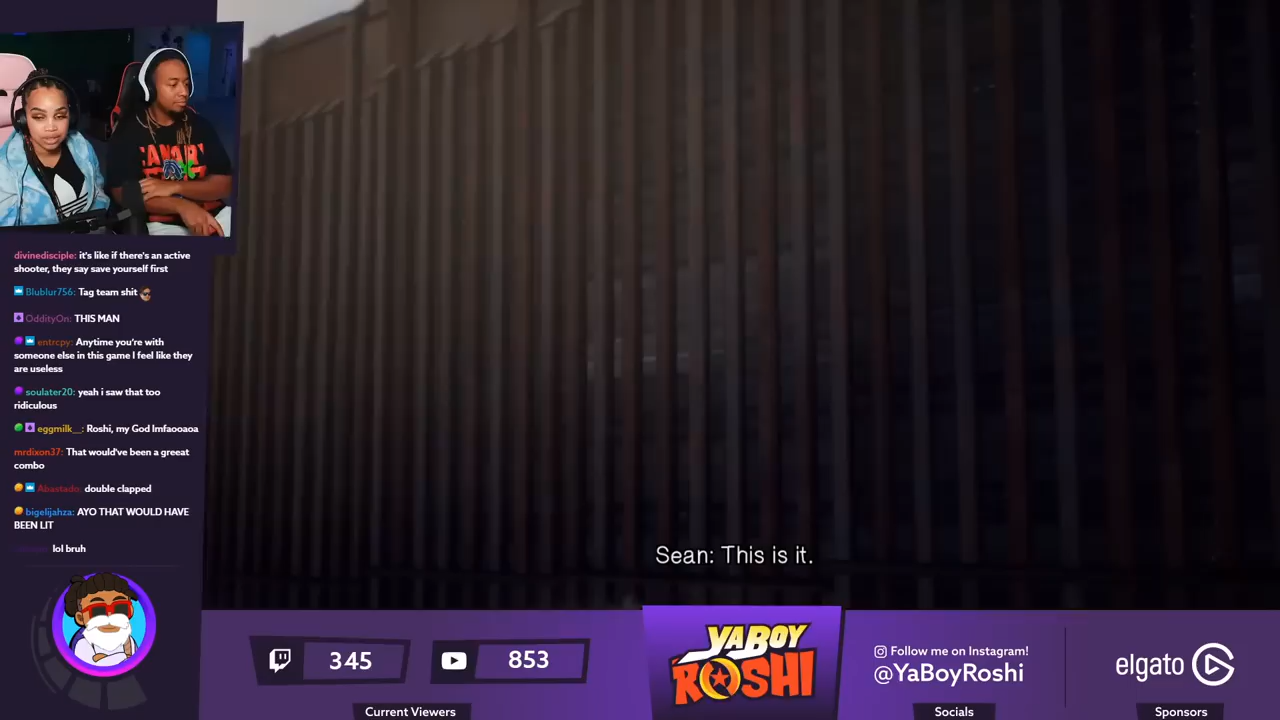 divinedisciple: it's like if there's an active
shooter, they say save yourself first
Blublur756: Tag team shit
OddityOn: THIS MAN
entrcpy: Anytime you're with
someone else in this game I feel like they
are useless
soulater20: yeah i saw that too
ridiculous
eggmilk__: Roshi, my God lmfaooaoa
mrdixon37: That would've been a greeat
combo
Abastado: double clapped
bigelijahza: AYO THAT WOULD HAVE
BEEN LIT
lol bruh
Sean: This is it.
345
853
Current Viewers
YABOY
ROSHI
Follow me on Instagram!
@YaBoyRoshi
Socials
elgato
Sponsors